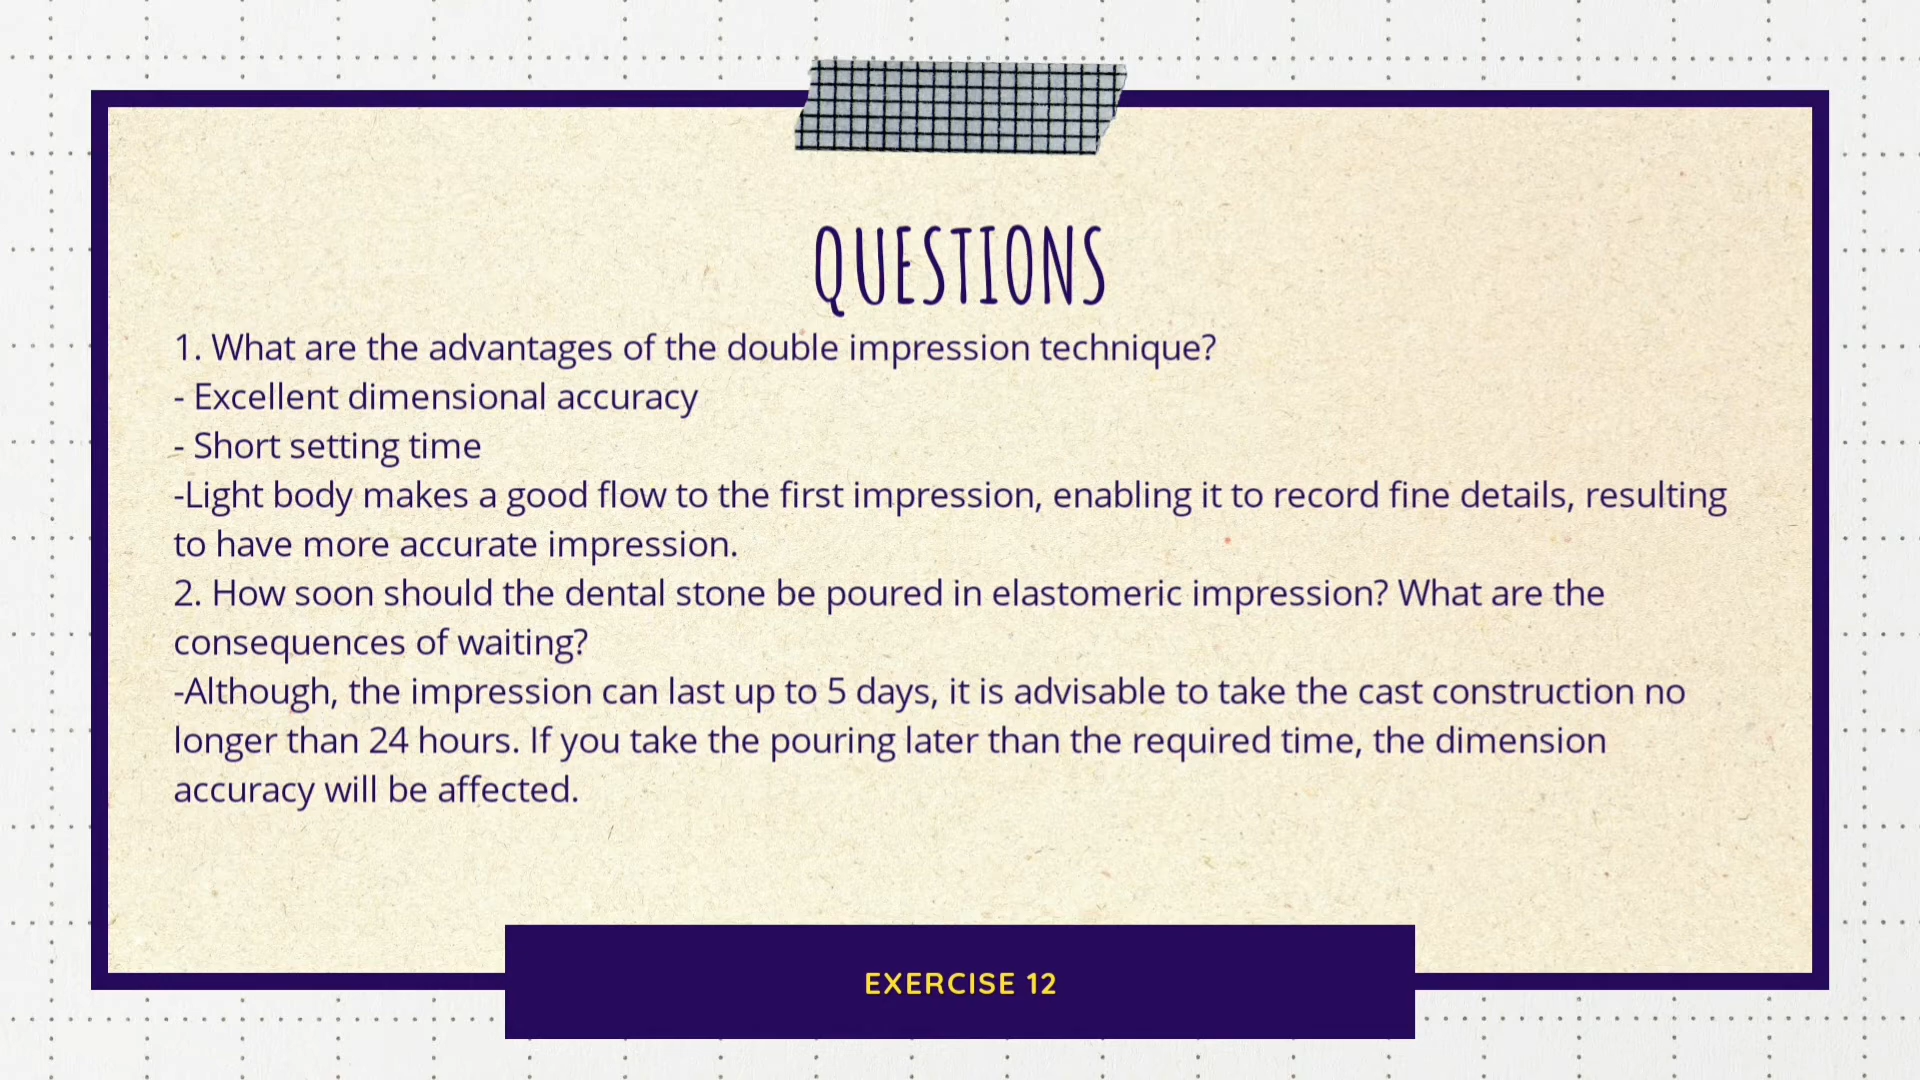 QUESTIONS
1. What are the advantages of the double impression technique?
- Excellent dimensional accuracy
- Short setting time
-Light body makes a good flow to the first impression, enabling it to record fine details, resulting
to have more accurate impression.
2. How soon should the dental stone be poured in elastomeric impression? What are the
consequences of waiting?
-Although, the impression can last up to 5 days, it is advisable to take the cast construction no
longer than 24 hours. If you take the pouring later than the required time, the dimension
accuracy will be affected.
EXERCISE 12